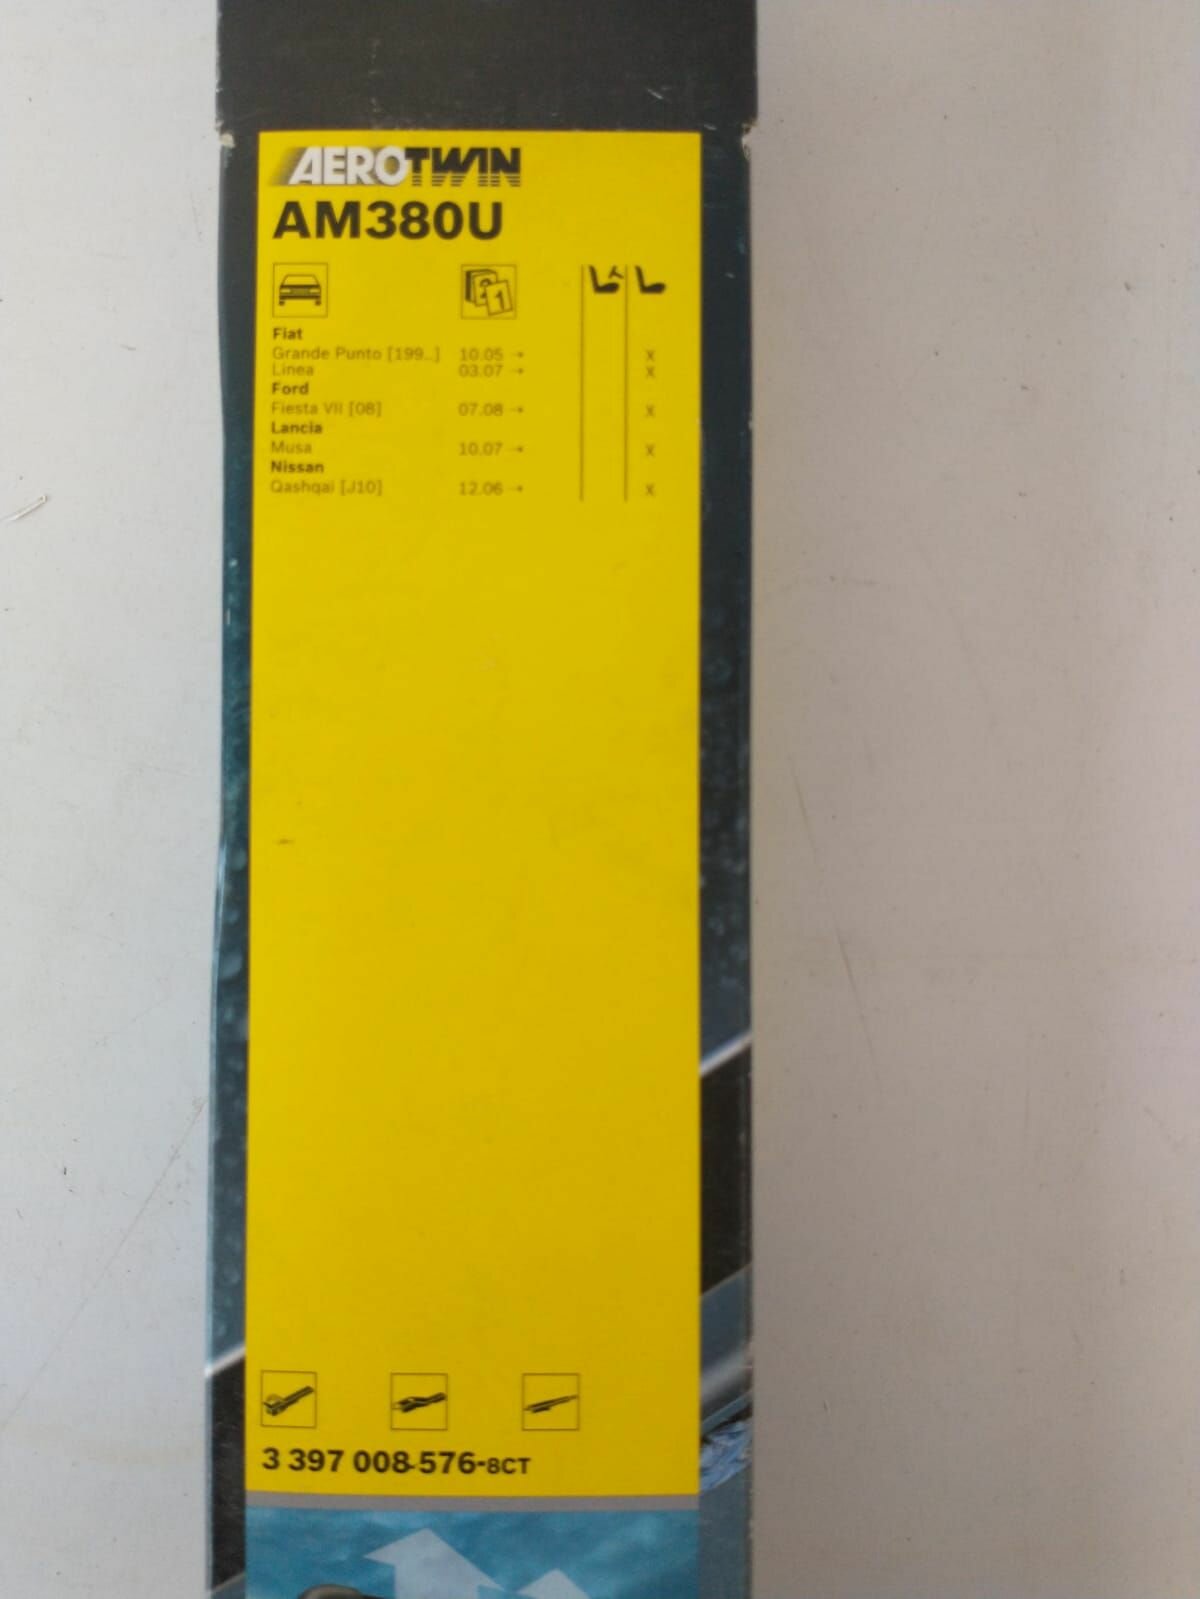 AEROTWIN
AM380U
Fiat
Grande Punto [199..] 10.05 → X
Linea 03.07 → X
Ford
Fiesta VII [08] 07.08 → X
Lancia
Musa 10.07 → X
Nissan
Qashqai [J10] 12.06 → X
3 397 008 576-8CT